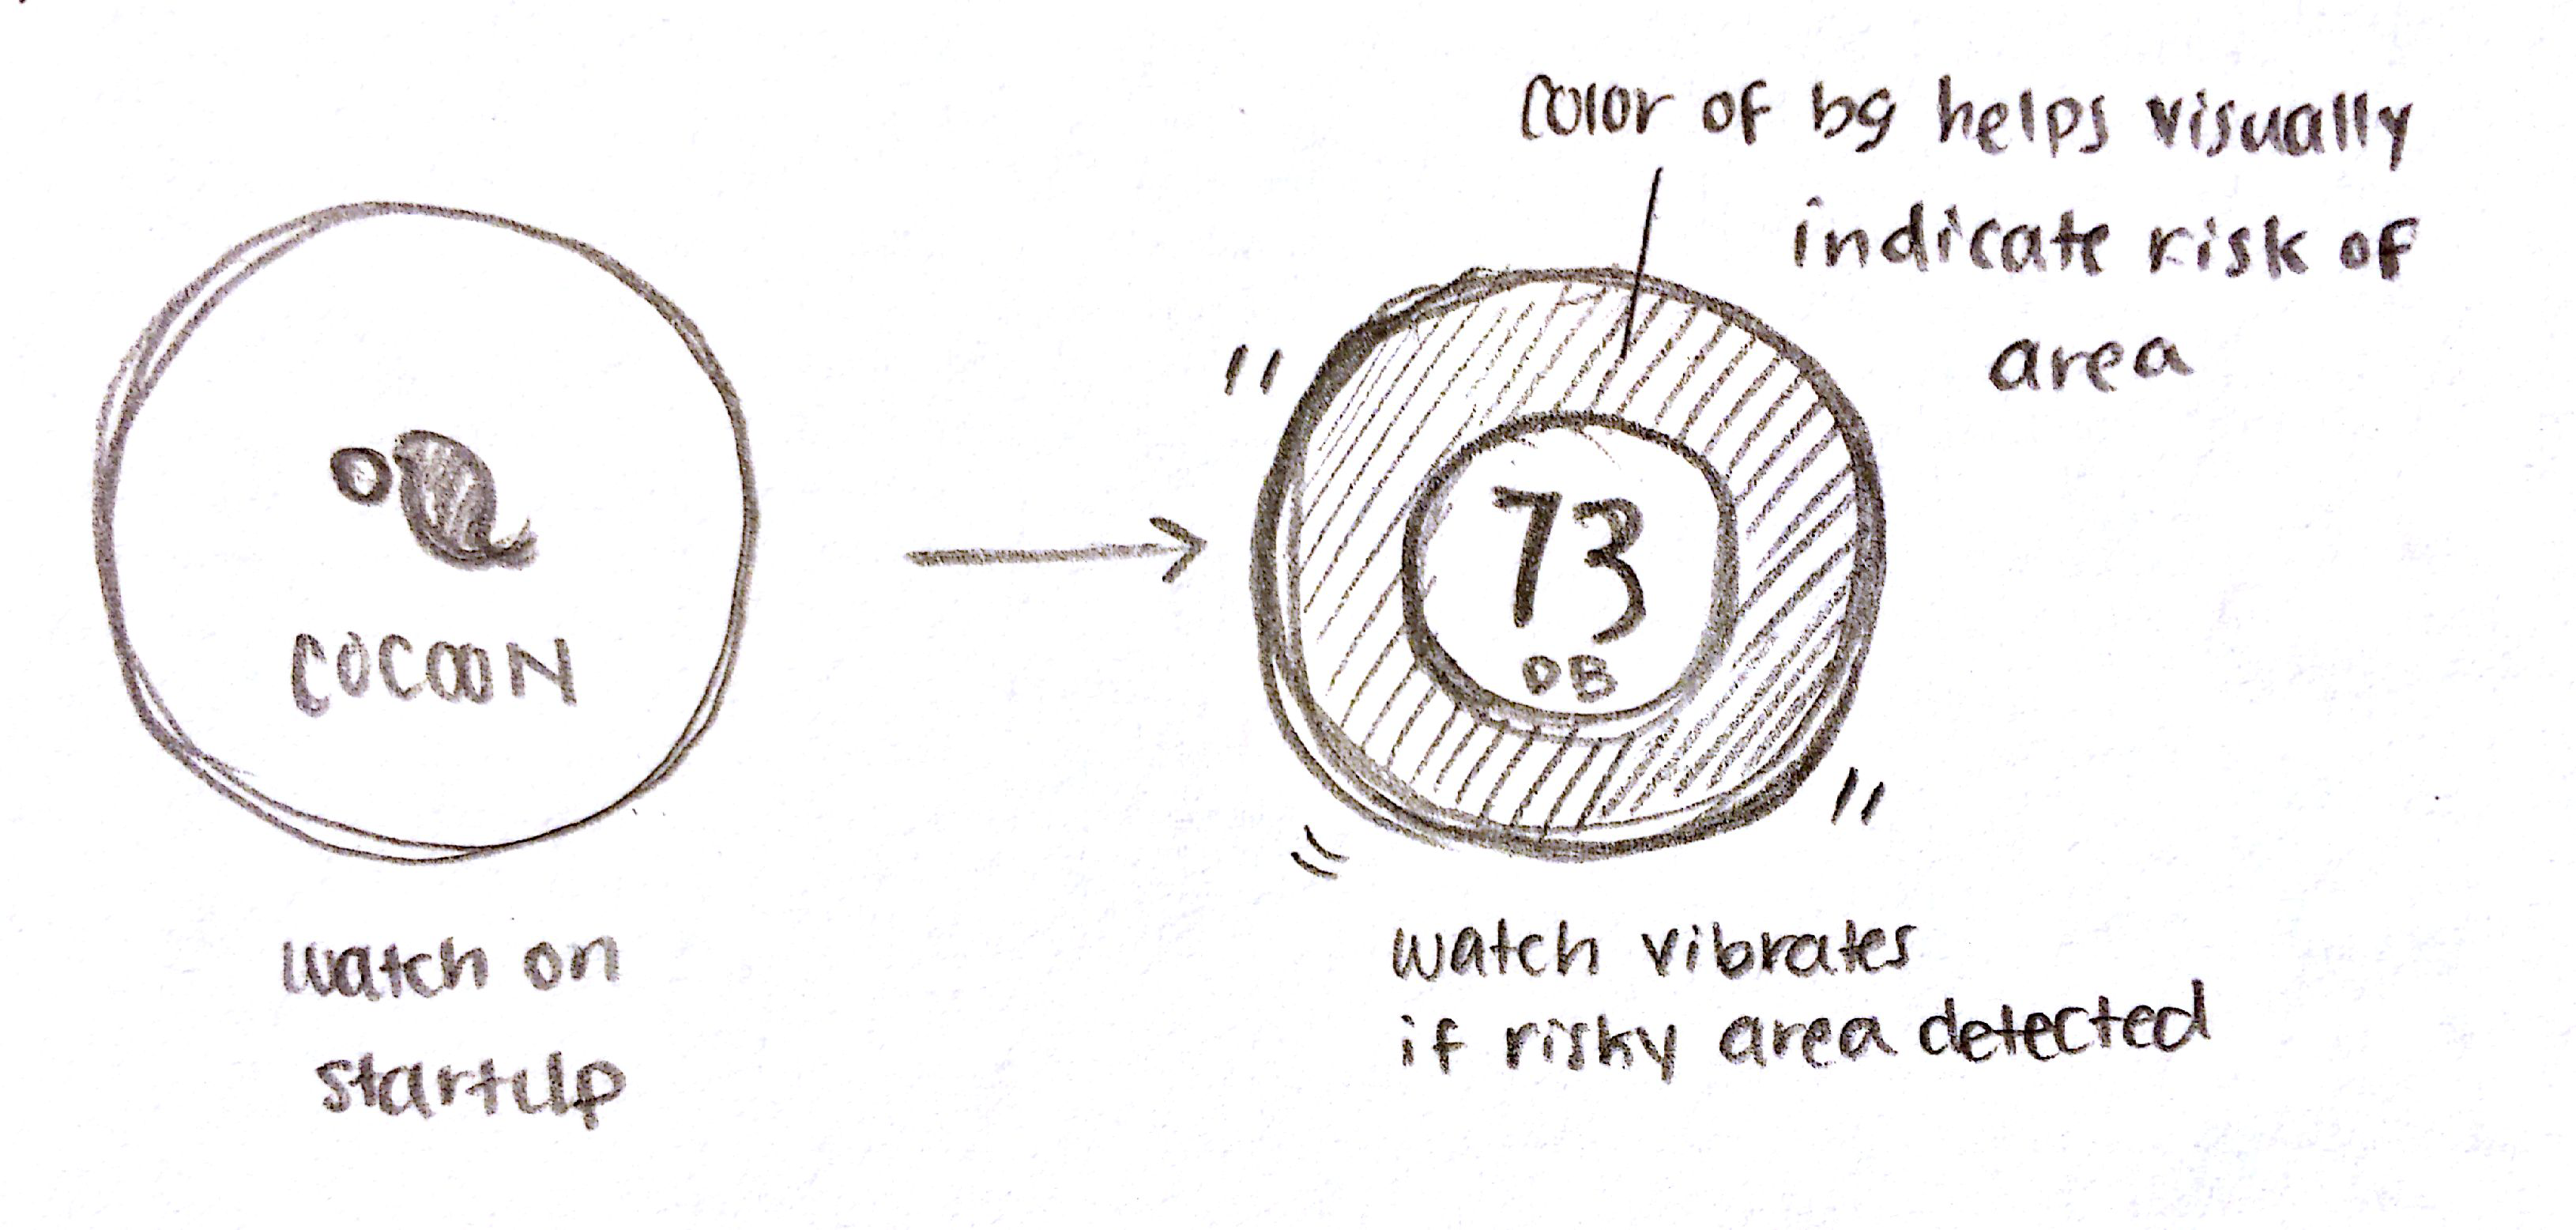 color of bg helps visually
indicate risk of
area
COCOON
73
DB
watch on
startup
watch vibrates
if risky area detected